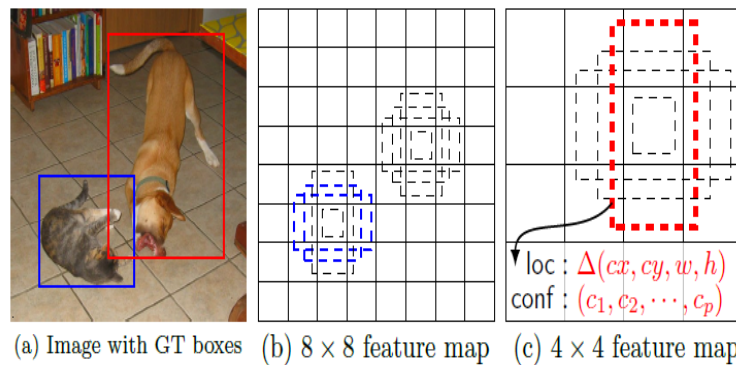 loc : Δ(cx, cy, w, h)
conf : (c₁, c₂, ⋯, cₚ)
(a) Image with GT boxes
(b) 8 × 8 feature map
(c) 4 × 4 feature map